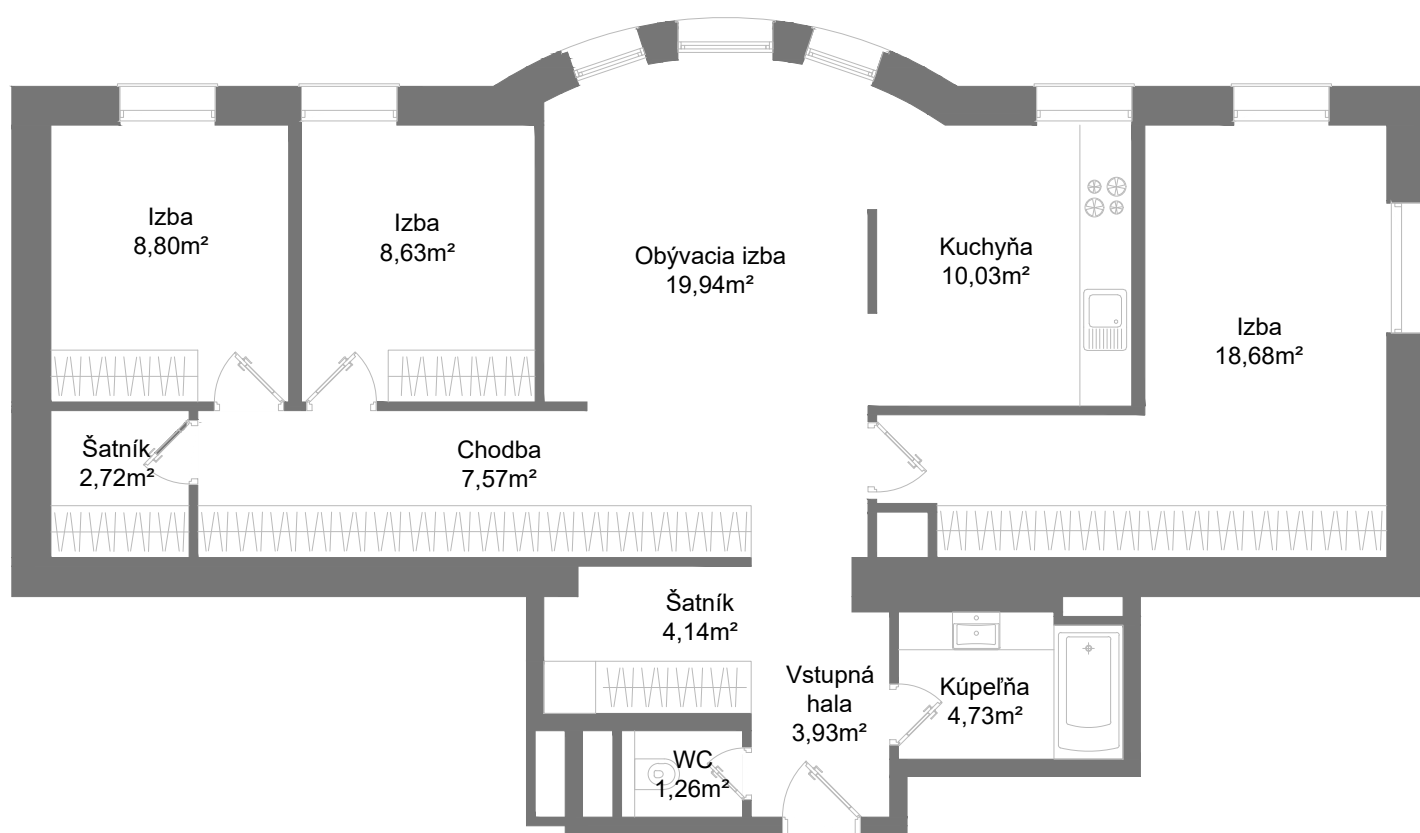 Izba
8,80m²
Izba
8,63m²
Obývacia izba
19,94m²
Kuchyňa
10,03m²
Izba
18,68m²
Šatník
2,72m²
Chodba
7,57m²
Šatník
4,14m²
Vstupná
hala
3,93m²
Kúpeľňa
4,73m²
WC
1,26m²